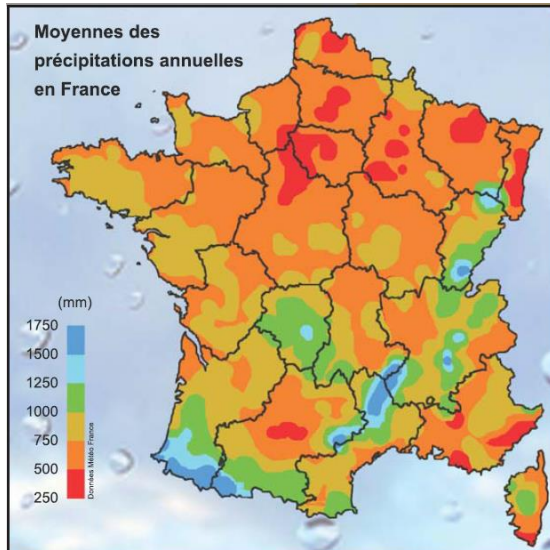 Moyennes des
précipitations annuelles
en France
(mm)
1750
1500
1250
1000
750
500
250
Données Météo France